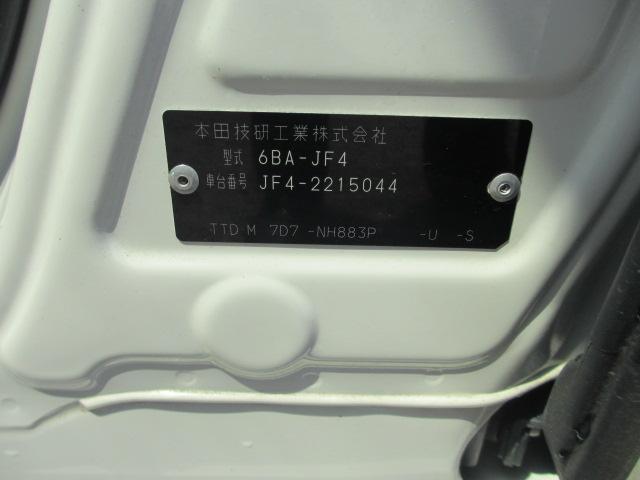 本田技研工業株式会社
型式 6BA-JF4
車台番号 JF4-2215044
TTD M 7D7 -NH883P -U -S